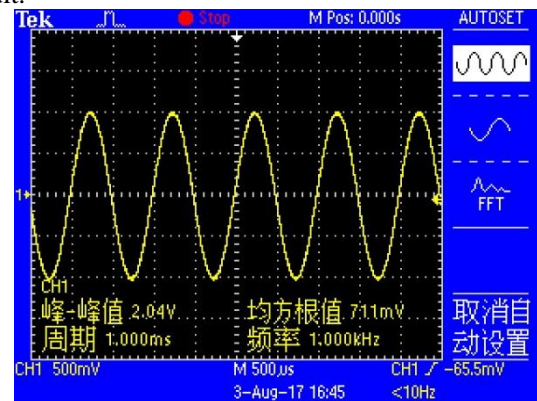 ult.
Tek Stop M Pos: 0.000s AUTOSET
FFT
1
CH1
峰-峰值 2.04V 均方根值 711mV
周期 1.000ms 频率 1.000kHz
取消自
动设置
CH1 500mV M 500µs CH1 -65.5mV
3-Aug-17 16:45 <10Hz